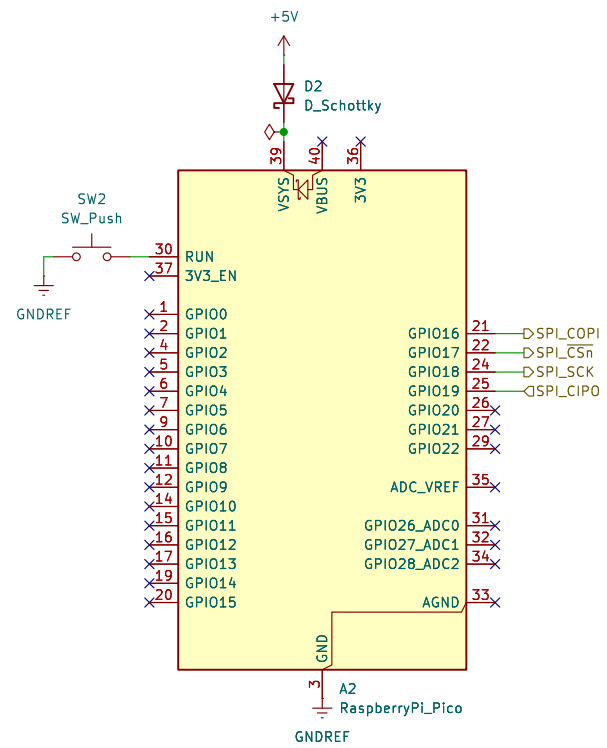 +5V
D2
D_Schottky
39
40
36
VSYS
VBUS
3V3
SW2
SW_Push
GNDREF
30 RUN
37 3V3_EN
1 GPIO0
2 GPIO1
4 GPIO2
5 GPIO3
6 GPIO4
7 GPIO5
9 GPIO6
10 GPIO7
11 GPIO8
12 GPIO9
14 GPIO10
15 GPIO11
16 GPIO12
17 GPIO13
19 GPIO14
20 GPIO15
GPIO16 21 SPI_COPI
GPIO17 22 SPI_CSn
GPIO18 24 SPI_SCK
GPIO19 25 SPI_CIPO
GPIO20 26
GPIO21 27
GPIO22 29
ADC_VREF 35
GPIO26_ADC0 31
GPIO27_ADC1 32
GPIO28_ADC2 34
AGND 33
GND
3
A2
RaspberryPi_Pico
GNDREF